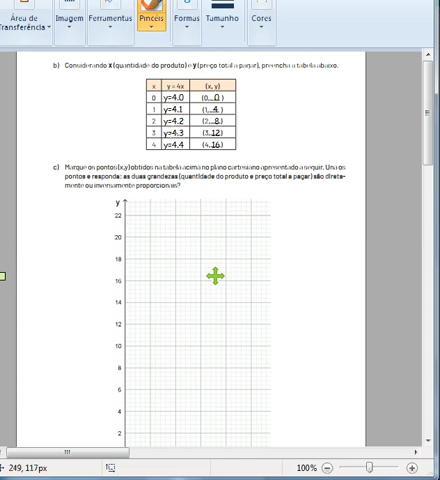 Área de
Transferência
Imagem
Ferramentas
Pincéis
Formas
Tamanho
Cores
b) Considerando x (quantidade do produto) e y (preço total a pagar), preencha a tabela abaixo.
x y = 4x (x, y)
0 y=4.0 (0, 0)
1 y=4.1 (1, 4)
2 y=4.2 (2, 8)
3 y=4.3 (3, 12)
4 y=4.4 (4, 16)
c) Marque os pontos (x,y) obtidos na tabela acima no plano cartesiano apresentado a seguir. Una os
pontos e responda: as duas grandezas (quantidade do produto e preço total a pagar) são direta-
mente ou inversamente proporcionais?
y
22
20
18
16
14
12
10
8
6
4
2
249, 117px
100%